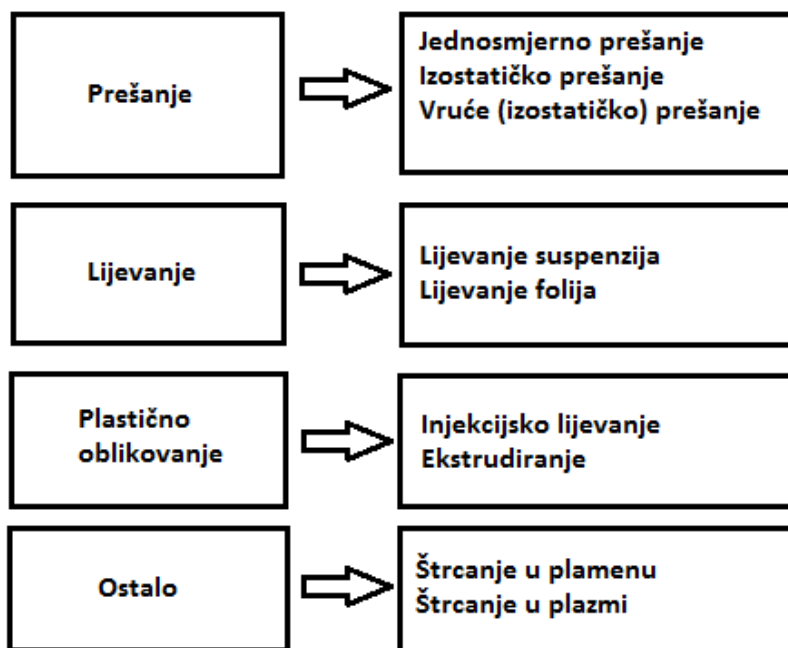 Prešanje
Jednosmjerno prešanje
Izostatičko prešanje
Vruće (izostatičko) prešanje
Lijevanje
Lijevanje suspenzija
Lijevanje folija
Plastično
oblikovanje
Injekcijsko lijevanje
Ekstrudiranje
Ostalo
Štrcanje u plamenu
Štrcanje u plazmi